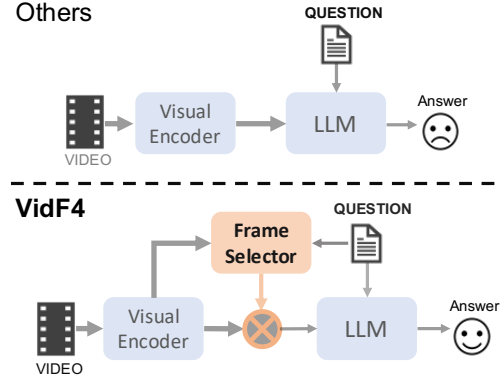 Others
QUESTION
Visual
Encoder
LLM
Answer
VIDEO
VidF4
Frame
Selector
QUESTION
Visual
Encoder
LLM
Answer
VIDEO